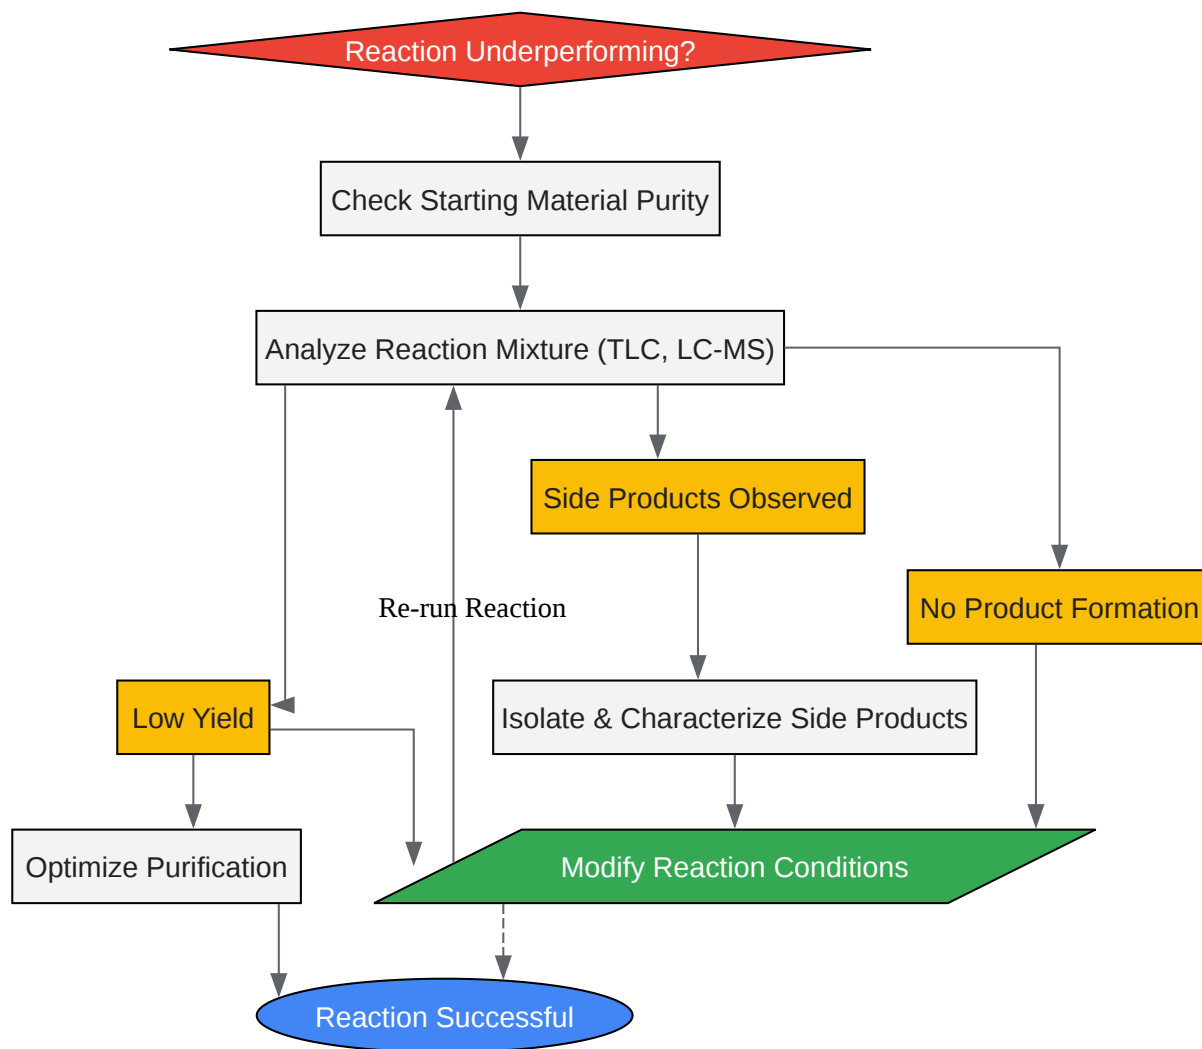 Reaction Underperforming?
Check Starting Material Purity
Analyze Reaction Mixture (TLC, LC-MS)
Side Products Observed
Re-run Reaction
No Product Formation
Low Yield
Isolate & Characterize Side Products
Optimize Purification
Modify Reaction Conditions
Reaction Successful